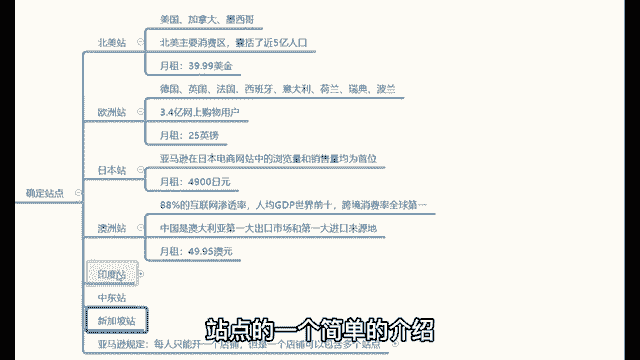 美国、加拿大、墨西哥
北美站
北美主要消费区，囊括了近5亿人口
月租：39.99美金
德国、英国、法国、西班牙、意大利、荷兰、瑞典，波兰
欧洲站
3.4亿网上购物用户
月租：25英镑
亚马逊在日本电商网站中的浏览量和销售量均为首位
日本站
月租：4900日元
确定站点
88%的互联网渗透率，人均GDP世界前十，跨境消费率全球第一
澳洲站
中国是澳大利亚第一大出口市场和第一大进口来源地
月租：49.95澳元
印度站
中东站
新加坡站
亚马逊规定：每人只能开一个店铺，但是一个店铺可以包含多个站点
站点的一个简单的介绍